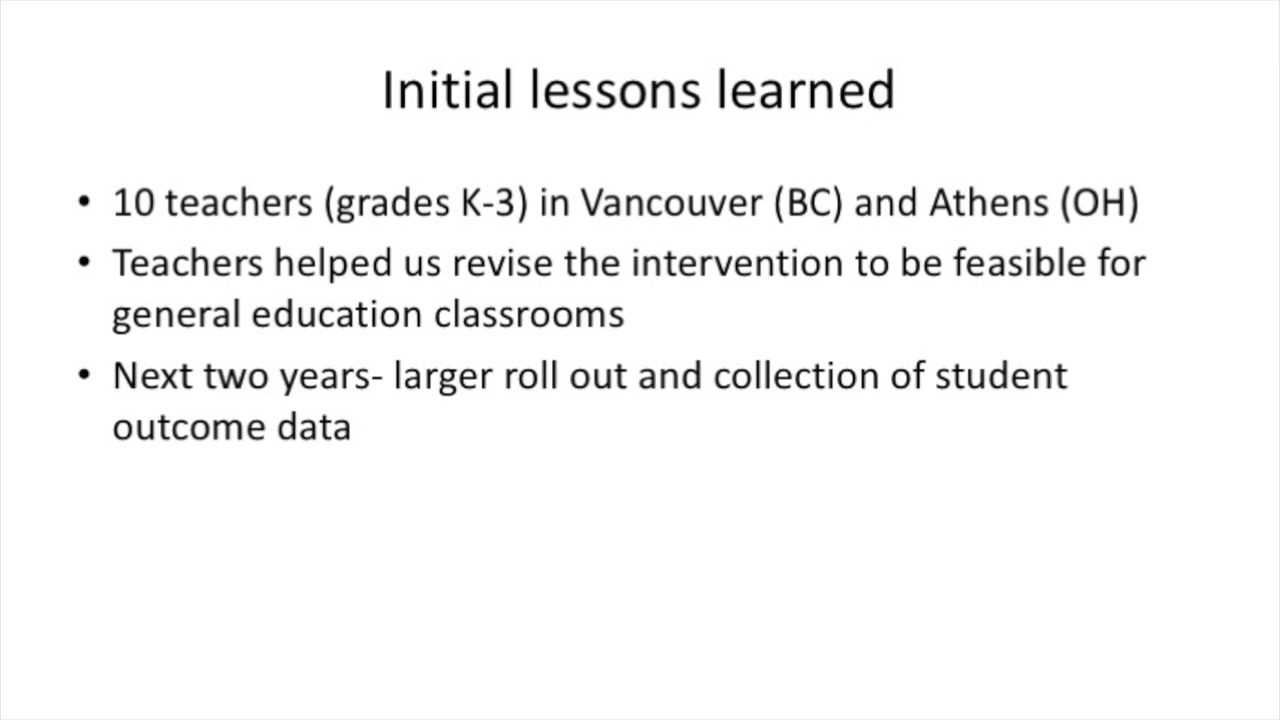 Initial lessons learned
• 10 teachers (grades K-3) in Vancouver (BC) and Athens (OH)
• Teachers helped us revise the intervention to be feasible for
general education classrooms
• Next two years- larger roll out and collection of student
outcome data